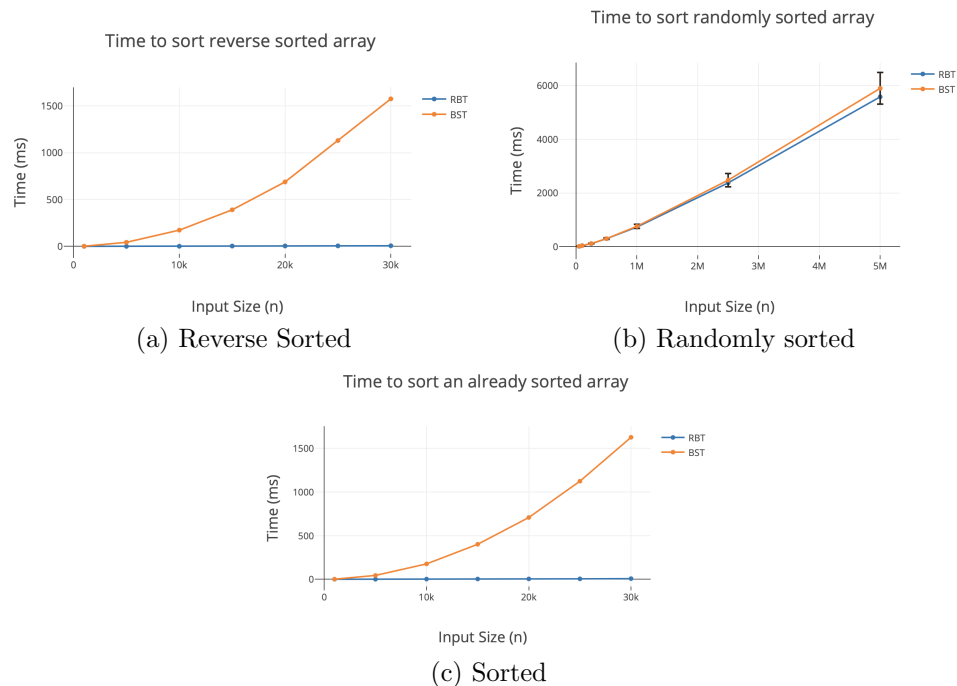 Time to sort reverse sorted array
Time (ms)
1500
1000
500
0
0
10k
20k
30k
Input Size (n)
RBT
BST
(a) Reverse Sorted
Time to sort randomly sorted array
Time (ms)
6000
4000
2000
0
0
1M
2M
3M
4M
5M
Input Size (n)
RBT
BST
(b) Randomly sorted
Time to sort an already sorted array
Time (ms)
1500
1000
500
0
0
10k
20k
30k
Input Size (n)
RBT
BST
(c) Sorted